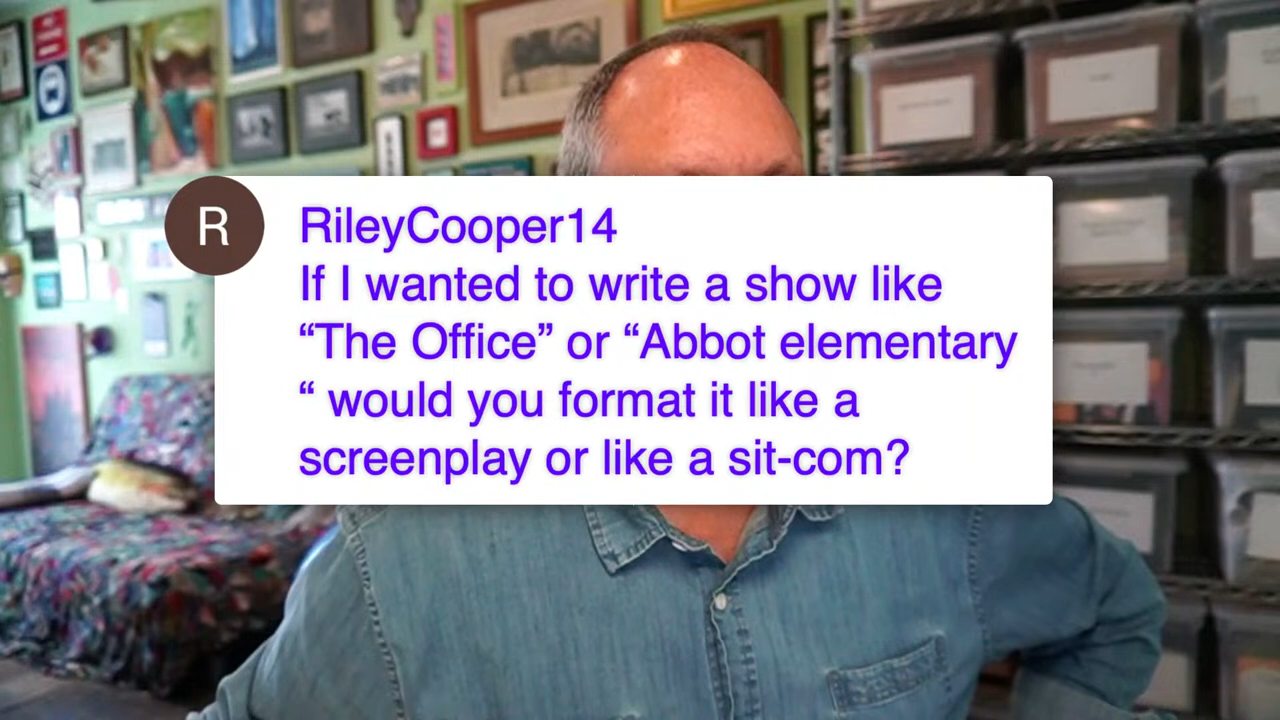 R
RileyCooper14
If I wanted to write a show like
“The Office” or “Abbot elementary
“ would you format it like a
screenplay or like a sit-com?